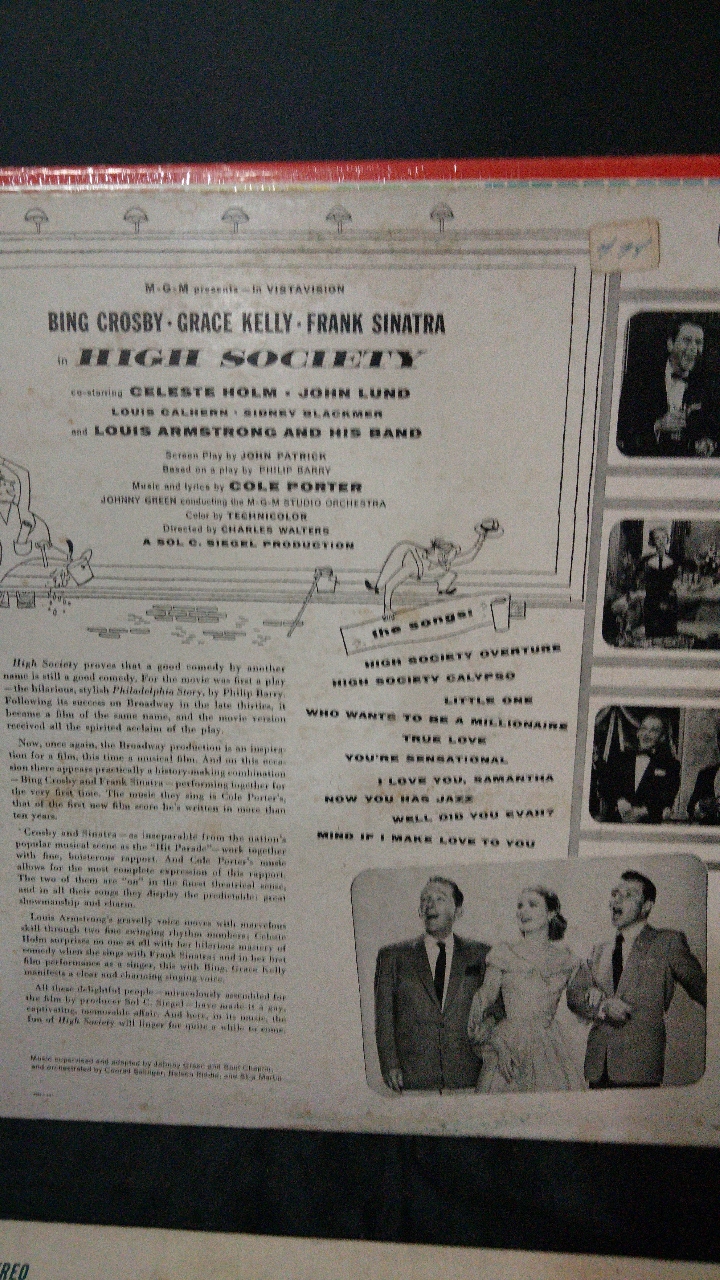 M-G-M presents—in VISTAVISION
BING CROSBY · GRACE KELLY · FRANK SINATRA
in HIGH SOCIETY
co-starring CELESTE HOLM · JOHN LUND
LOUIS CALHERN · SIDNEY BLACKMER
and LOUIS ARMSTRONG AND HIS BAND
Screen Play by JOHN PATRICK
Based on a play by PHILIP BARRY
Music and lyrics by COLE PORTER
JOHNNY GREEN conducting the M-G-M STUDIO ORCHESTRA
Color by TECHNICOLOR
Directed by CHARLES WALTERS
A SOL C. SIEGEL PRODUCTION
the songs:
HIGH SOCIETY OVERTURE
HIGH SOCIETY CALYPSO
LITTLE ONE
WHO WANTS TO BE A MILLIONAIRE
TRUE LOVE
YOU'RE SENSATIONAL
I LOVE YOU, SAMANTHA
NOW YOU HAS JAZZ
WELL DID YOU EVAH?
MIND IF I MAKE LOVE TO YOU
High Society proves that a good comedy by another
name is still a good comedy. For the movie was first a play
—the hilarious, stylish Philadelphia Story, by Philip Barry.
Following its success on Broadway in the late thirties, it
became a film of the same name, and the movie version
received all the spirited acclaim of the play.
Now, once again, the Broadway production is an inspira-
tion for a film, this time a musical film. And on this occa-
sion there appears practically a history-making combination
—Bing Crosby and Frank Sinatra—performing together for
the very first time. The music they sing is Cole Porter's,
that of the first new film score he's written in more than
ten years.
Crosby and Sinatra—as inseparable from the nation's
popular musical scene as the "Hit Parade"—work together
with fine, boisterous rapport. And Cole Porter's music
allows for the most complete expression of this rapport.
The two of them are "on" in the finest theatrical sense,
and in all their songs they display the predictable: great
showmanship and charm.
Louis Armstrong's gravelly voice moves with marvelous
skill through two fine swinging rhythm numbers; Celeste
Holm surprises no one at all with her hilarious mastery of
comedy when she sings with Frank Sinatra; and in her first
film performance as a singer, this with Bing, Grace Kelly
manifests a clear and charming singing voice.
All these delightful people—miraculously assembled for
the film by producer Sol C. Siegel—have made it a gay,
captivating, memorable affair. And here, in its music, the
fun of High Society will linger for quite a while to come.
Music supervised and adapted by Johnny Green and Saul Chaplin,
and orchestrated by Conrad Salinger, Nelson Riddle, and Skip Martin